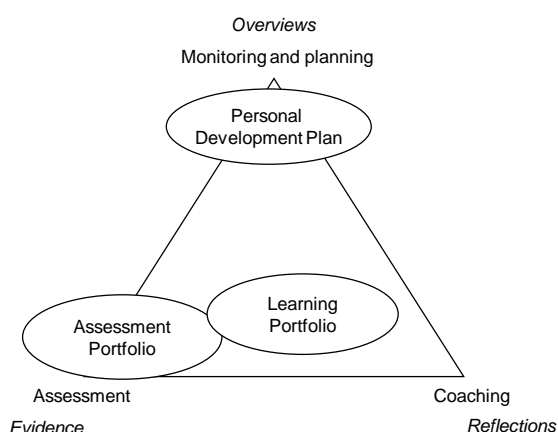 Overviews
Monitoring and planning
Personal
Development Plan
Learning
Portfolio
Assessment
Portfolio
Assessment
Coaching
Evidence
Reflections